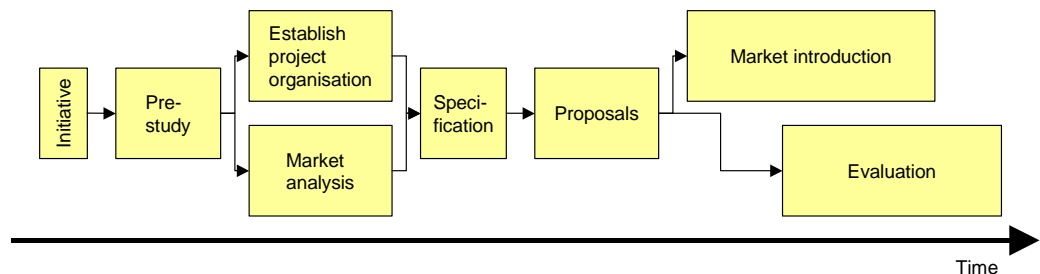 Initiative
Pre-
study
Establish
project
organisation
Market
analysis
Speci-
fication
Proposals
Market introduction
Evaluation
Time